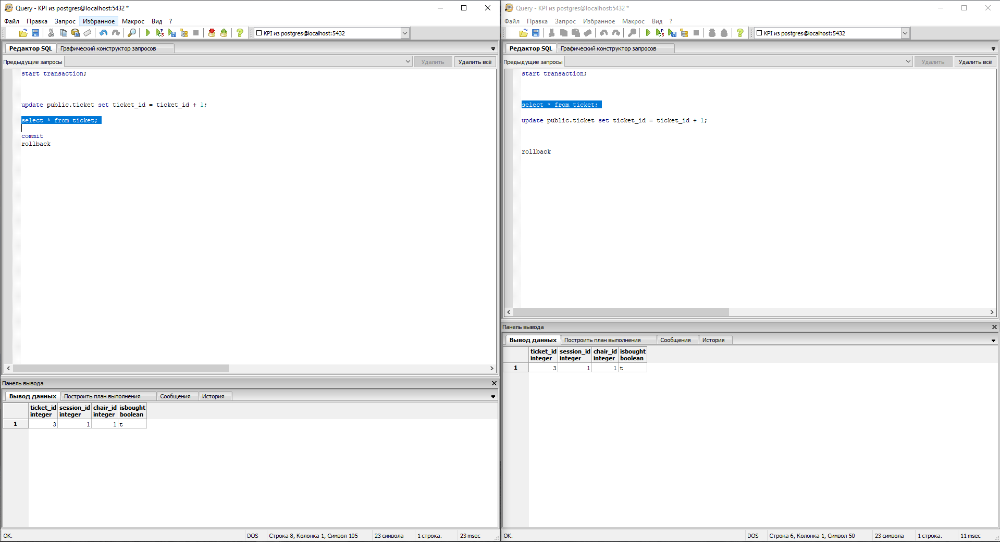 Query - KPI из postgres@localhost:5432 *
Файл Правка Запрос Избранное Макрос Вид ?
KPI из postgres@localhost:5432
Редактор SQL Графический конструктор запросов
Предыдущие запросы Удалить Удалить всё
start transaction;
update public.ticket set ticket_id = ticket_id + 1;
select * from ticket;
commit
rollback
Панель вывода
Вывод данных Построить план выполнения Сообщения История
ticket_id session_id chair_id isbought
integer integer integer boolean
1 3 1 1 t
OK. DOS Строка 8, Колонка 1, Символ 105 23 символа 1 строка. 23 msec
Query - KPI из postgres@localhost:5432 *
Файл Правка Запрос Избранное Макрос Вид ?
KPI из postgres@localhost:5432
Редактор SQL Графический конструктор запросов
Предыдущие запросы Удалить Удалить всё
start transaction;
select * from ticket;
update public.ticket set ticket_id = ticket_id + 1;
rollback
Панель вывода
Вывод данных Построить план выполнения Сообщения История
ticket_id session_id chair_id isbought
integer integer integer boolean
1 3 1 1 t
OK. DOS Строка 6, Колонка 1, Символ 50 23 символа 1 строка. 11 msec